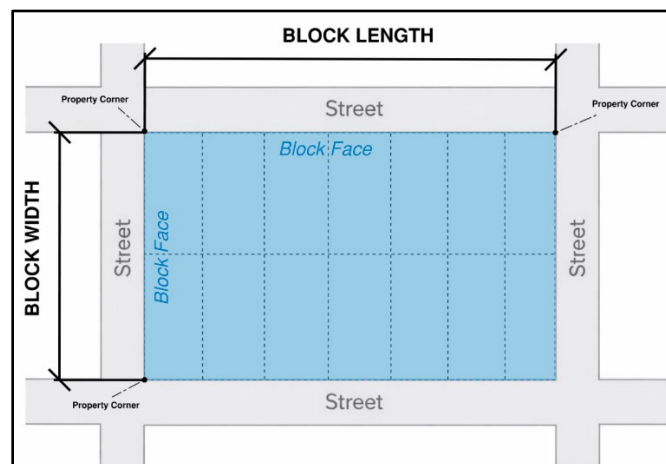 BLOCK LENGTH
Property Corner
Property Corner
Street
Block Face
BLOCK WIDTH
Street
Block Face
Street
Property Corner
Street